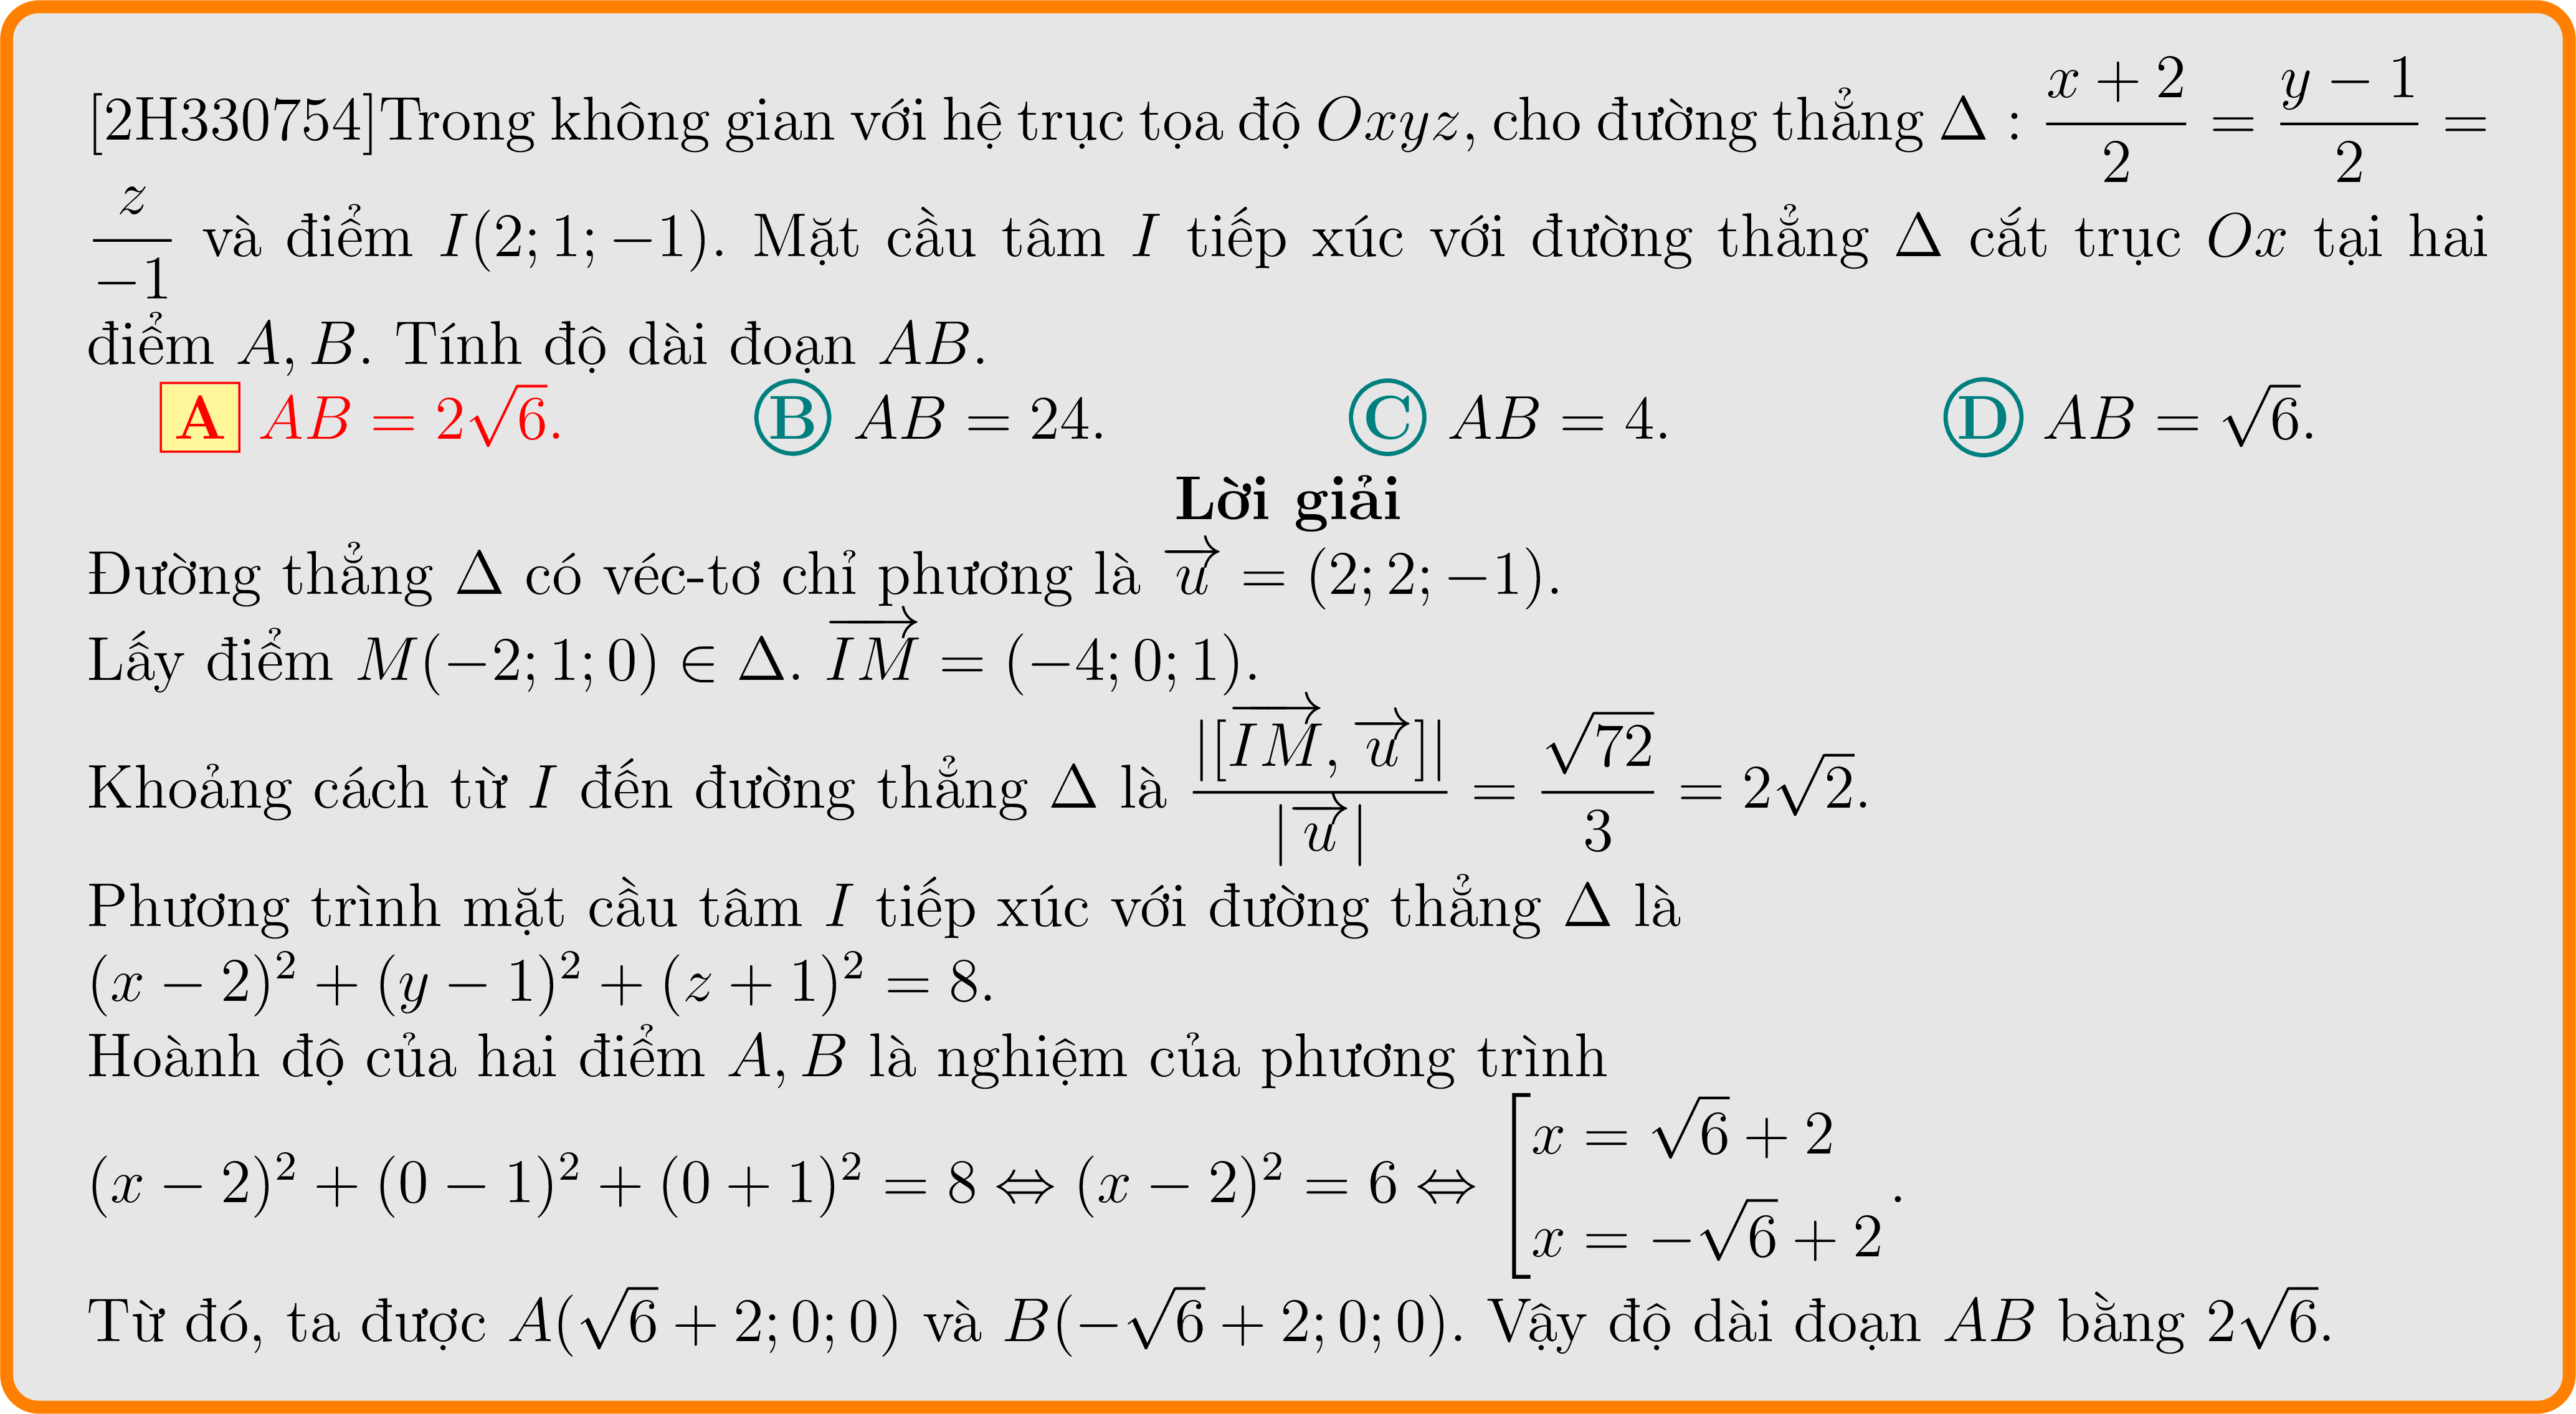 [2H330754]Trong không gian với hệ trục tọa độ $Oxyz$, cho đường thẳng $\Delta : \dfrac{x+2}{2} = \dfrac{y-1}{2} =$
$\dfrac{z}{-1}$ và điểm $I(2; 1; -1)$. Mặt cầu tâm $I$ tiếp xúc với đường thẳng $\Delta$ cắt trục $Ox$ tại hai
điểm $A, B$. Tính độ dài đoạn $AB$.
A $AB = 2\sqrt{6}$. B $AB = 24$. C $AB = 4$. D $AB = \sqrt{6}$.
Lời giải
Đường thẳng $\Delta$ có véc-tơ chỉ phương là $\overrightarrow{u} = (2; 2; -1)$.
Lấy điểm $M(-2; 1; 0) \in \Delta$. $\overrightarrow{IM} = (-4; 0; 1)$.
Khoảng cách từ $I$ đến đường thẳng $\Delta$ là $\dfrac{|[\overrightarrow{IM}, \overrightarrow{u}]|}{|\overrightarrow{u}|} = \dfrac{\sqrt{72}}{3} = 2\sqrt{2}$.
Phương trình mặt cầu tâm $I$ tiếp xúc với đường thẳng $\Delta$ là
$(x-2)^2 + (y-1)^2 + (z+1)^2 = 8$.
Hoành độ của hai điểm $A, B$ là nghiệm của phương trình
$(x-2)^2 + (0-1)^2 + (0+1)^2 = 8 \Leftrightarrow (x-2)^2 = 6 \Leftrightarrow \left[\begin{array}{l} x = \sqrt{6} + 2 \\ x = -\sqrt{6} + 2 \end{array}\right.$.
Từ đó, ta được $A(\sqrt{6} + 2; 0; 0)$ và $B(-\sqrt{6} + 2; 0; 0)$. Vậy độ dài đoạn $AB$ bằng $2\sqrt{6}$.